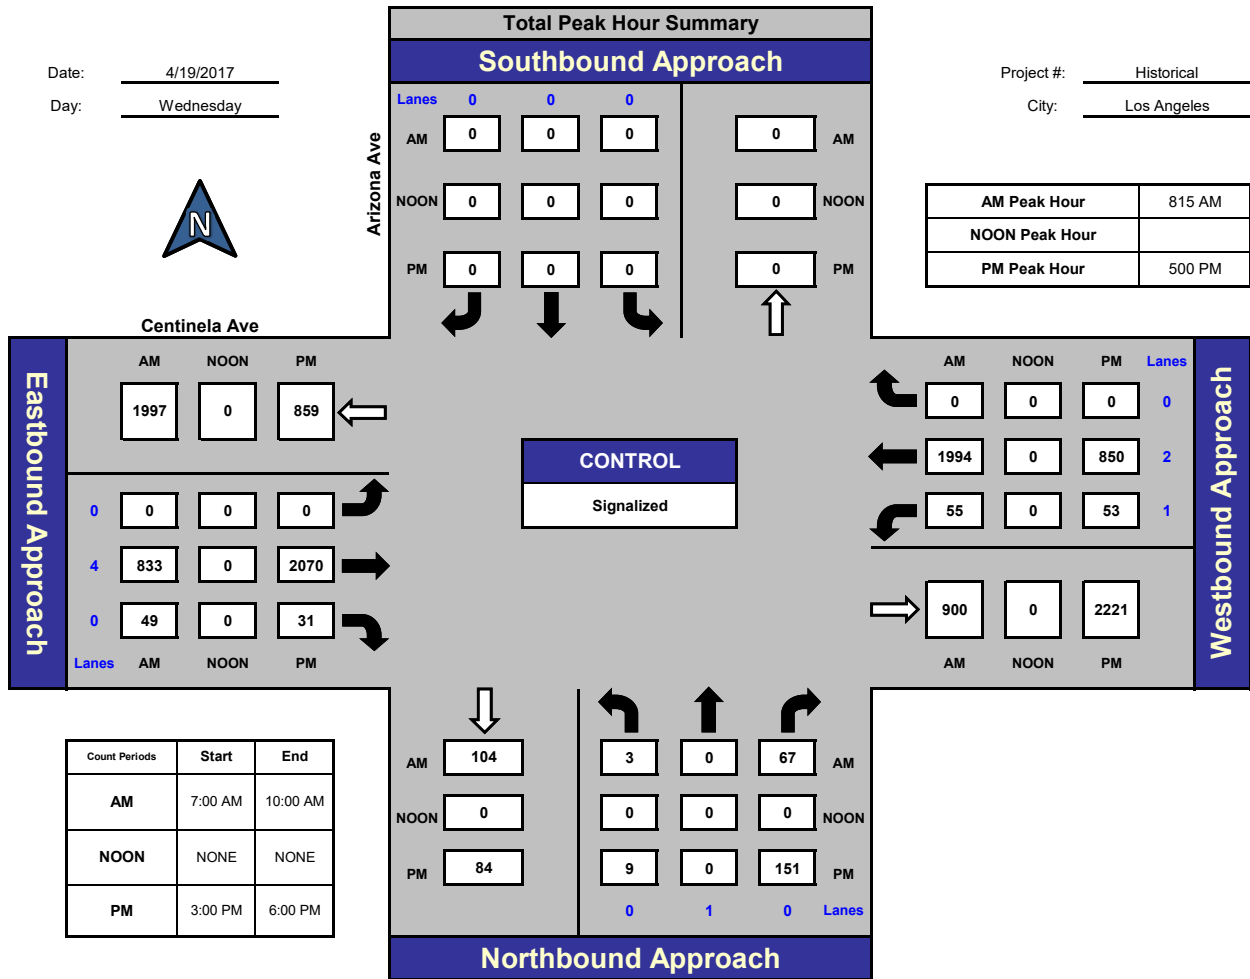 Total Peak Hour Summary
Southbound Approach
Date: 4/19/2017
Day: Wednesday
Project #: Historical
City: Los Angeles
N
Arizona Ave
Lanes 0 0 0
AM 0 0 0 0 AM
NOON 0 0 0 0 NOON
PM 0 0 0 0 PM
AM Peak Hour 815 AM
NOON Peak Hour
PM Peak Hour 500 PM
Centinela Ave
Eastbound Approach
AM NOON PM
1997 0 859
0 0 0 0
4 833 0 2070
0 49 0 31
Lanes AM NOON PM
CONTROL
Signalized
Westbound Approach
AM NOON PM Lanes
0 0 0 0
1994 0 850 2
55 0 53 1
900 0 2221
AM NOON PM
Count Periods Start End
AM 7:00 AM 10:00 AM
NOON NONE NONE
PM 3:00 PM 6:00 PM
AM 104 3 0 67 AM
NOON 0 0 0 0 NOON
PM 84 9 0 151 PM
0 1 0 Lanes
Northbound Approach